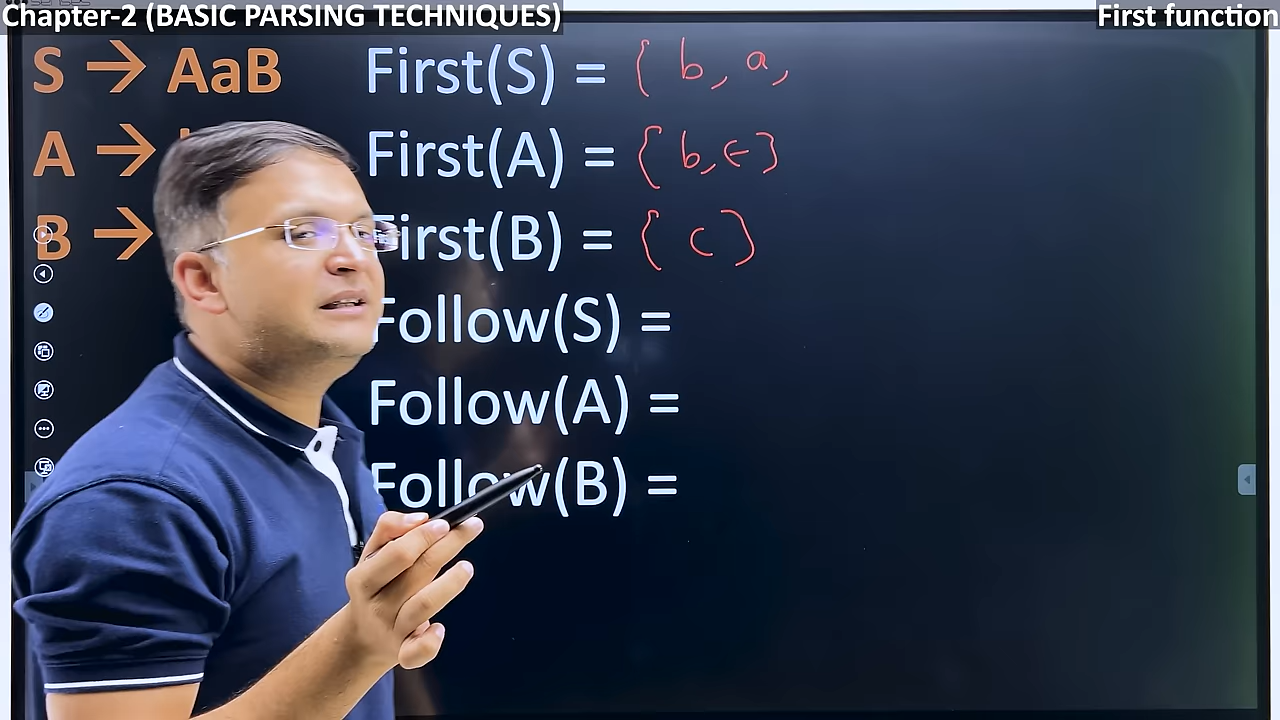 Chapter-2 (BASIC PARSING TECHNIQUES)
First function
S → AaB First(S) = { b, a,
A → First(A) = { b, ϵ }
B → First(B) = { c }
Follow(S) =
Follow(A) =
Follow(B) =